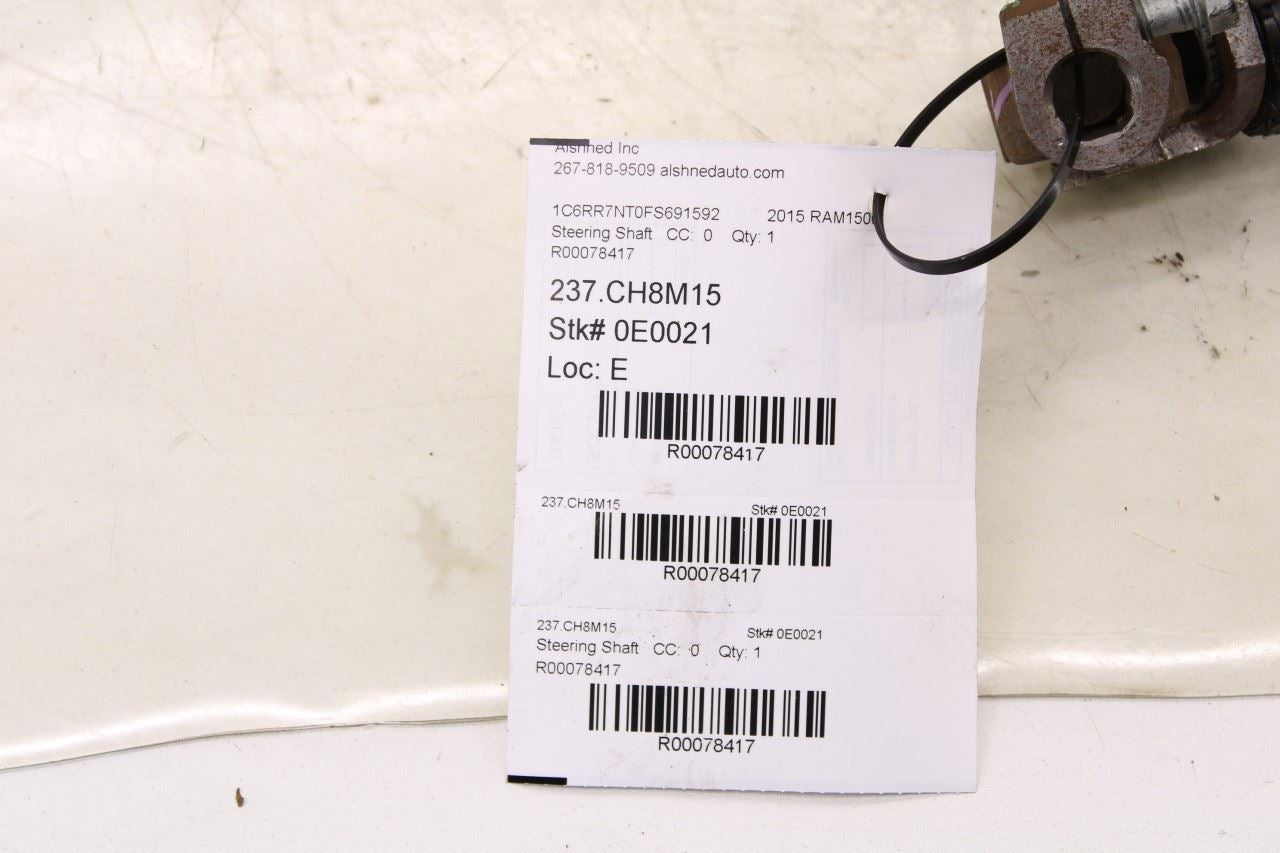 Alshned Inc
267-818-9509 alshnedauto.com
1C6RR7NT0FS691592 2015 RAM150
Steering Shaft CC: 0 Qty: 1
R00078417
237.CH8M15
Stk# 0E0021
Loc: E
R00078417
237.CH8M15 Stk# 0E0021
R00078417
237.CH8M15 Stk# 0E0021
Steering Shaft CC: 0 Qty: 1
R00078417
R00078417